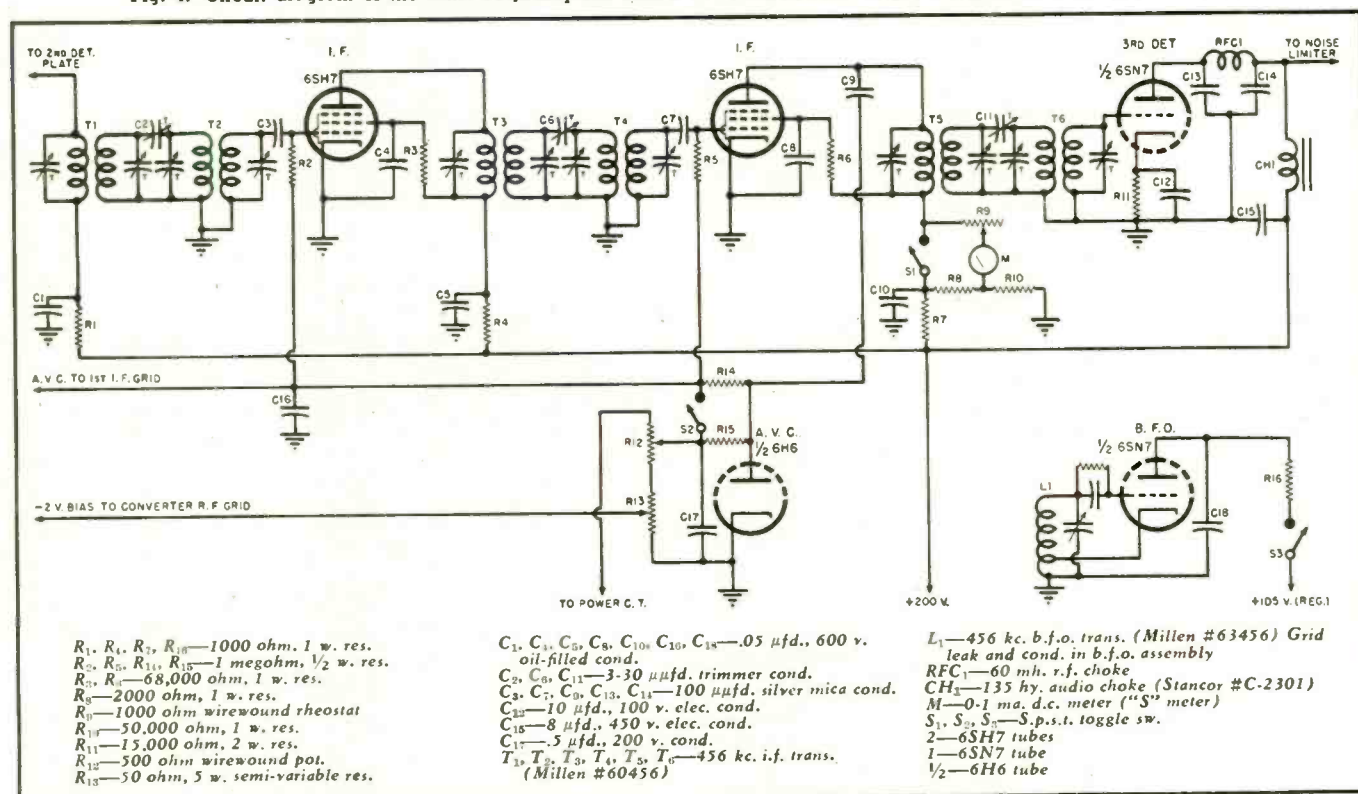 TO 2ND DET. PLATE
I. F.
6SH7
I. F.
6SH7
3RD DET
½ 6SN7
RFC1
TO NOISE LIMITER
T1
C2
T
T
T2
C3
T
R2
C4
R3
T
T3
C6
T
T
T4
C7
T
R5
C8
R6
C9
T
T5
C11
T
T
T6
T
R11
C12
C13
C14
CH1
C15
C1
R1
C5
R4
S1
R9
M
C10
R8
R10
R7
A.V.C. TO 1ST I.F. GRID
C16
R14
S2
R15
A. V. C.
½ 6H6
R12
R13
C17
-2 V. BIAS TO CONVERTER R.F GRID
TO POWER C.T.
+200 V.
B. F. O.
½ 6SN7
L1
C18
R16
S3
+105 V. (REG.)
R1, R4, R7, R16—1000 ohm, 1 w. res.
R2, R5, R14, R15—1 megohm, ½ w. res.
R3, R6—68,000 ohm, 1 w. res.
R8—2000 ohm, 1 w. res.
R9—1000 ohm wirewound rheostat
R10—50,000 ohm, 1 w. res.
R11—15,000 ohm, 2 w. res.
R12—500 ohm wirewound pot.
R13—50 ohm, 5 w. semi-variable res.
C1, C4, C5, C8, C10, C16, C18—.05 μfd., 600 v.
oil-filled cond.
C2, C6, C11—3-30 μμfd. trimmer cond.
C3, C7, C9, C13, C14—100 μμfd. silver mica cond.
C12—10 μfd., 100 v. elec. cond.
C15—8 μfd., 450 v. elec. cond.
C17—.5 μfd., 200 v. cond.
T1, T2, T3, T4, T5, T6—456 kc. i.f. trans.
(Millen #60456)
L1—456 kc. b.f.o. trans. (Millen #63456) Grid
leak and cond. in b.f.o. assembly
RFC1—60 mh. r.f. choke
CH1—135 hy. audio choke (Stancor #C-2301)
M—0-1 ma. d.c. meter ("S" meter)
S1, S2, S3—S.p.s.t. toggle sw.
2—6SH7 tubes
1—6SN7 tube
½—6H6 tube